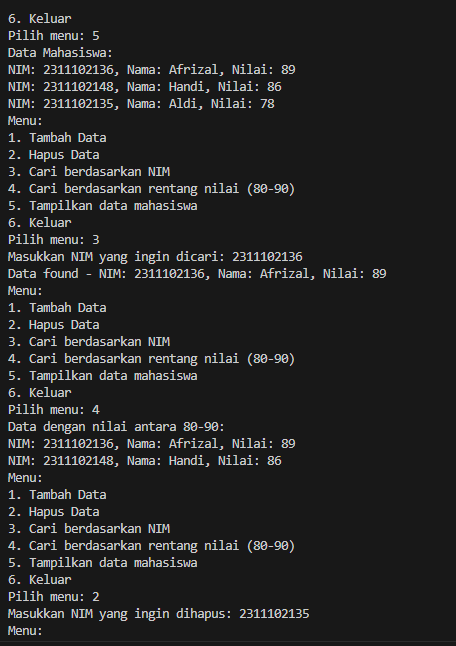 6. Keluar
Pilih menu: 5
Data Mahasiswa:
NIM: 2311102136, Nama: Afrizal, Nilai: 89
NIM: 2311102148, Nama: Handi, Nilai: 86
NIM: 2311102135, Nama: Aldi, Nilai: 78
Menu:
1. Tambah Data
2. Hapus Data
3. Cari berdasarkan NIM
4. Cari berdasarkan rentang nilai (80-90)
5. Tampilkan data mahasiswa
6. Keluar
Pilih menu: 3
Masukkan NIM yang ingin dicari: 2311102136
Data found - NIM: 2311102136, Nama: Afrizal, Nilai: 89
Menu:
1. Tambah Data
2. Hapus Data
3. Cari berdasarkan NIM
4. Cari berdasarkan rentang nilai (80-90)
5. Tampilkan data mahasiswa
6. Keluar
Pilih menu: 4
Data dengan nilai antara 80-90:
NIM: 2311102136, Nama: Afrizal, Nilai: 89
NIM: 2311102148, Nama: Handi, Nilai: 86
Menu:
1. Tambah Data
2. Hapus Data
3. Cari berdasarkan NIM
4. Cari berdasarkan rentang nilai (80-90)
5. Tampilkan data mahasiswa
6. Keluar
Pilih menu: 2
Masukkan NIM yang ingin dihapus: 2311102135
Menu: